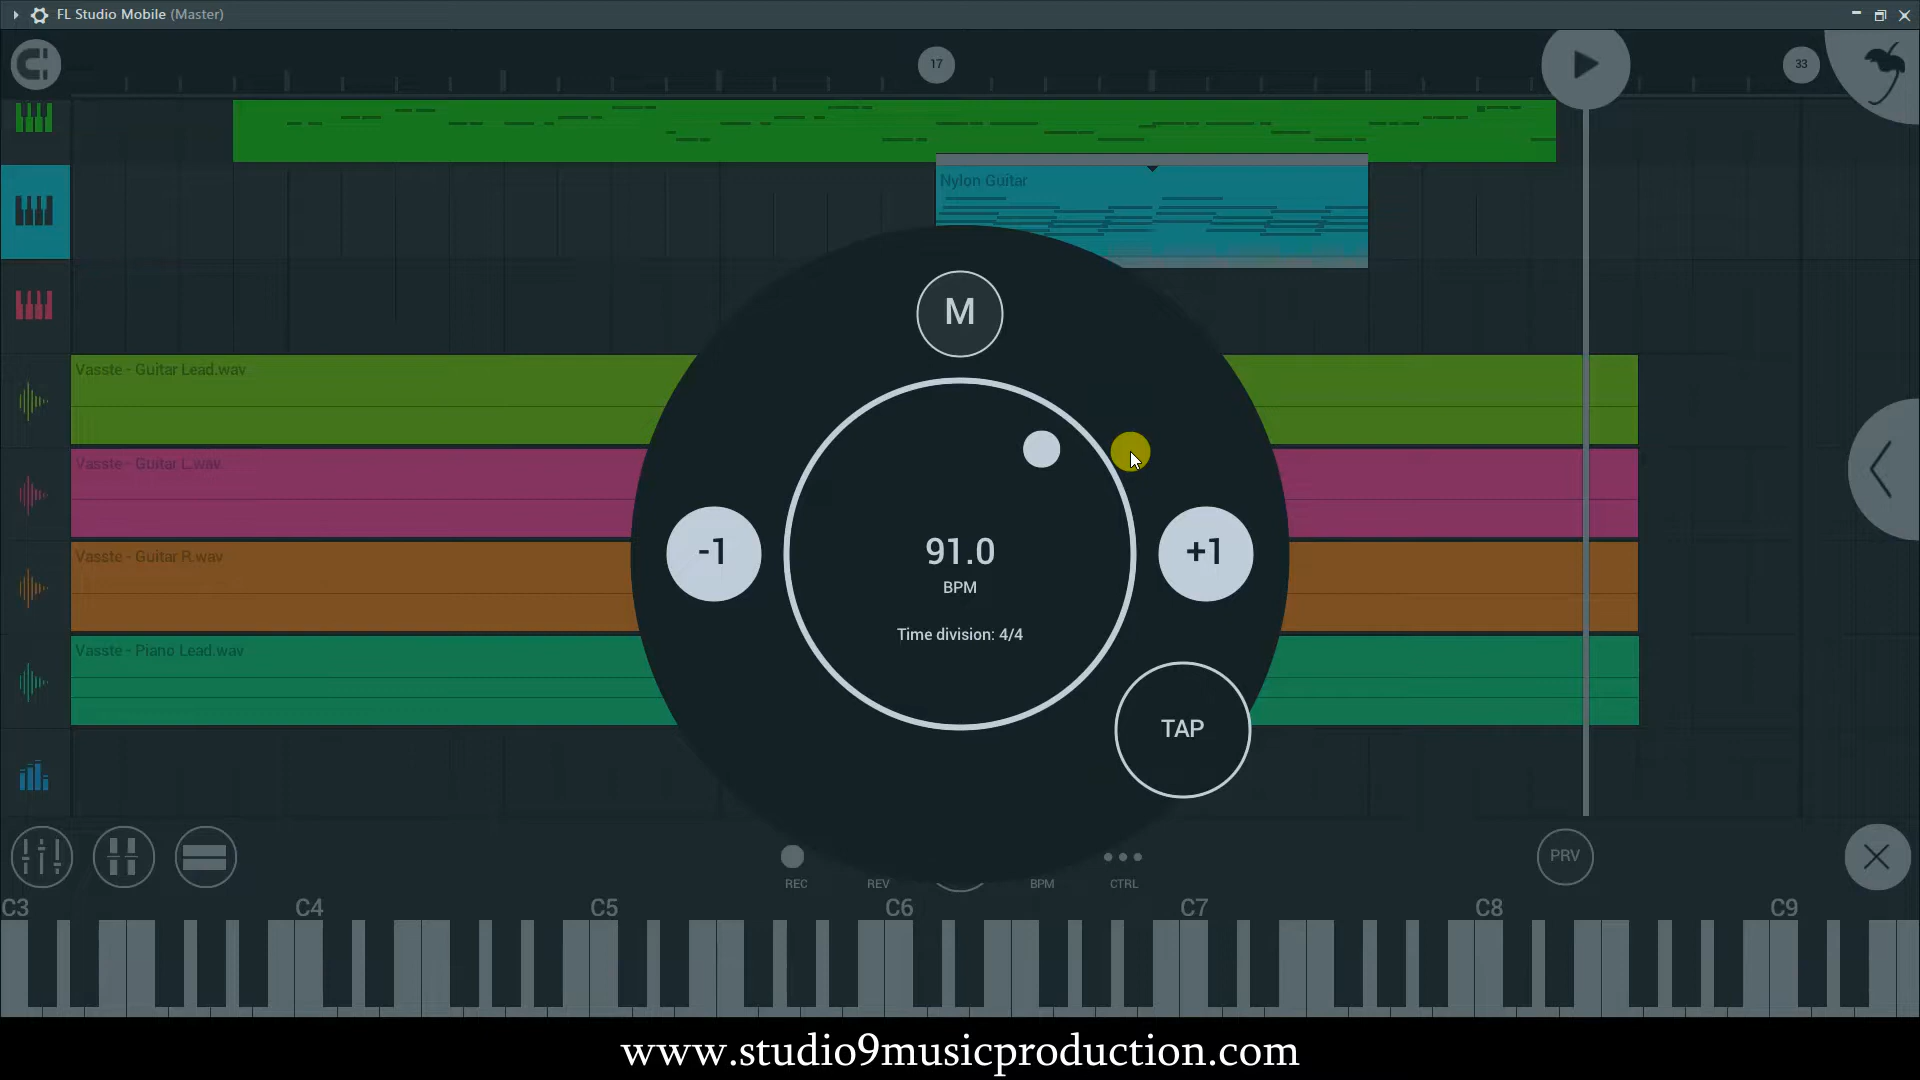 FL Studio Mobile (Master)
17
33
Nylon Guitar
M
Vasste - Guitar Lead.wav
Vasste - Guitar L.wav
-1
91.0
+1
BPM
Vasste - Guitar R.wav
Time division: 4/4
Vasste - Piano Lead.wav
TAP
PRV
REC
REV
BPM
CTRL
C3
C4
C5
C6
C7
C8
C9
www.studio9musicproduction.com